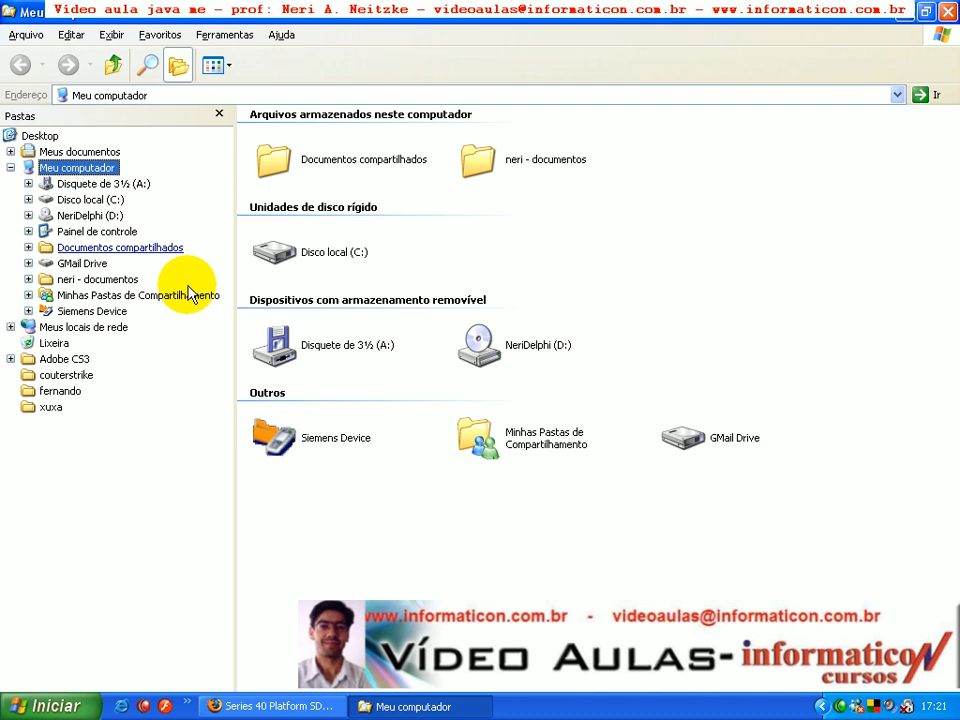 Meu
Vídeo aula java me – prof: Neri A. Neitzke – videoaulas@informaticon.com.br – www.informaticon.com.br
Arquivo Editar Exibir Favoritos Ferramentas Ajuda
Endereço Meu computador Ir
Pastas
Desktop
Meus documentos
Meu computador
Disquete de 3½ (A:)
Disco local (C:)
NeriDelphi (D:)
Painel de controle
Documentos compartilhados
GMail Drive
neri - documentos
Minhas Pastas de Compartilhamento
Siemens Device
Meus locais de rede
Lixeira
Adobe CS3
couterstrike
fernando
xuxa
Arquivos armazenados neste computador
Documentos compartilhados
neri - documentos
Unidades de disco rígido
Disco local (C:)
Dispositivos com armazenamento removível
Disquete de 3½ (A:)
NeriDelphi (D:)
Outros
Siemens Device
Minhas Pastas de
Compartilhamento
GMail Drive
www.informaticon.com.br - videoaulas@informaticon.com.br
VÍDEO AULAS-informaticon
cursos
Iniciar
Series 40 Platform SD...
Meu computador
17:21